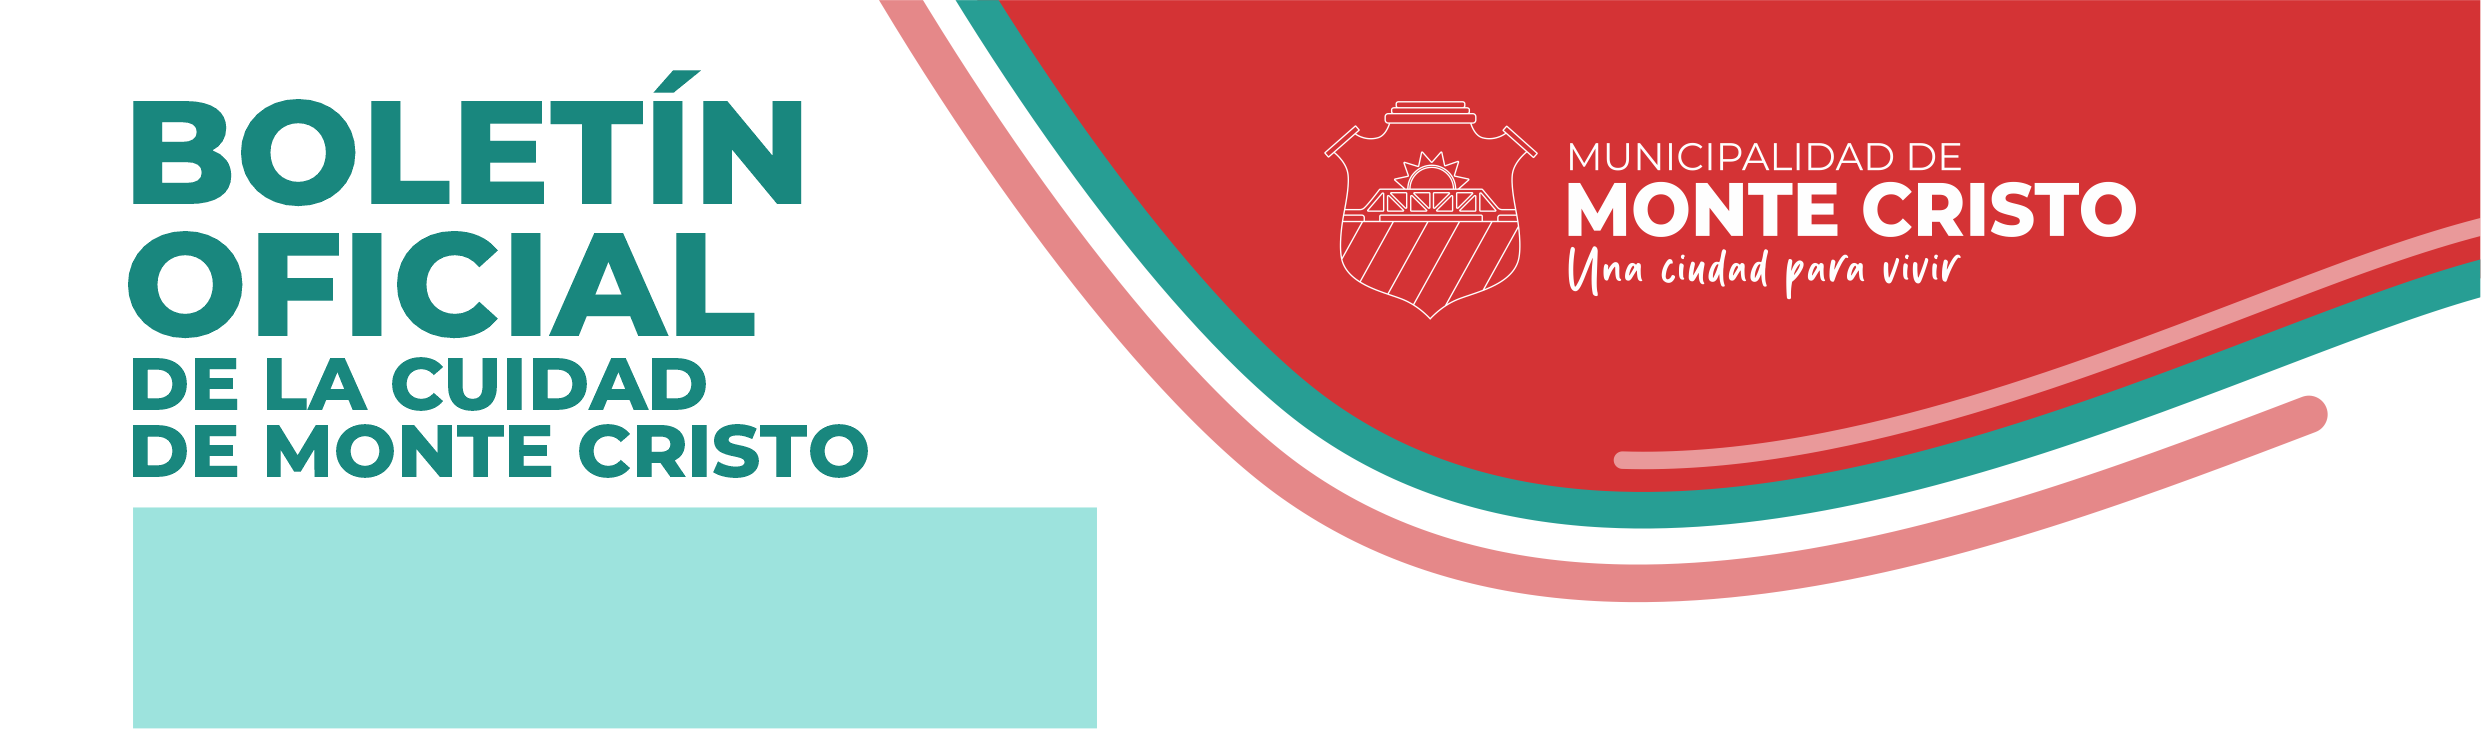 BOLETÍN
OFICIAL
DE LA CUIDAD
DE MONTE CRISTO
MUNICIPALIDAD DE
MONTE CRISTO
Una ciudad para vivir